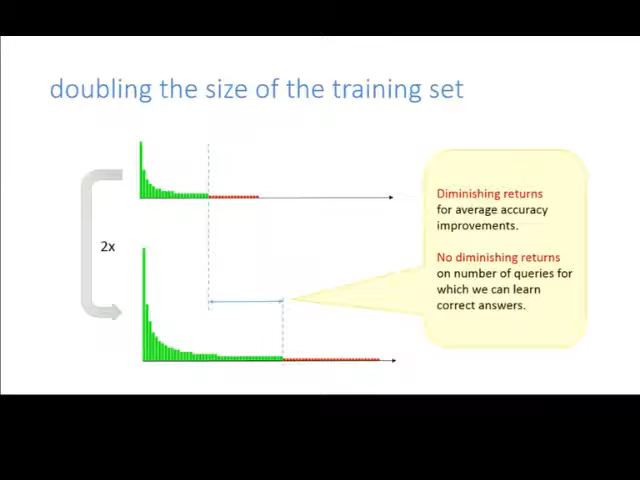 doubling the size of the training set
2x
Diminishing returns
for average accuracy
improvements.
No diminishing returns
on number of queries for
which we can learn
correct answers.